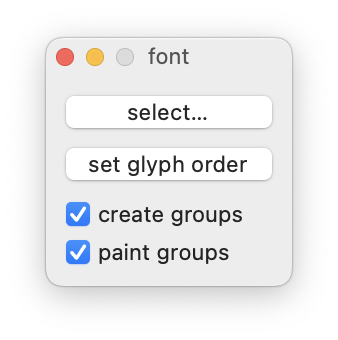 font
select...
set glyph order
create groups
paint groups